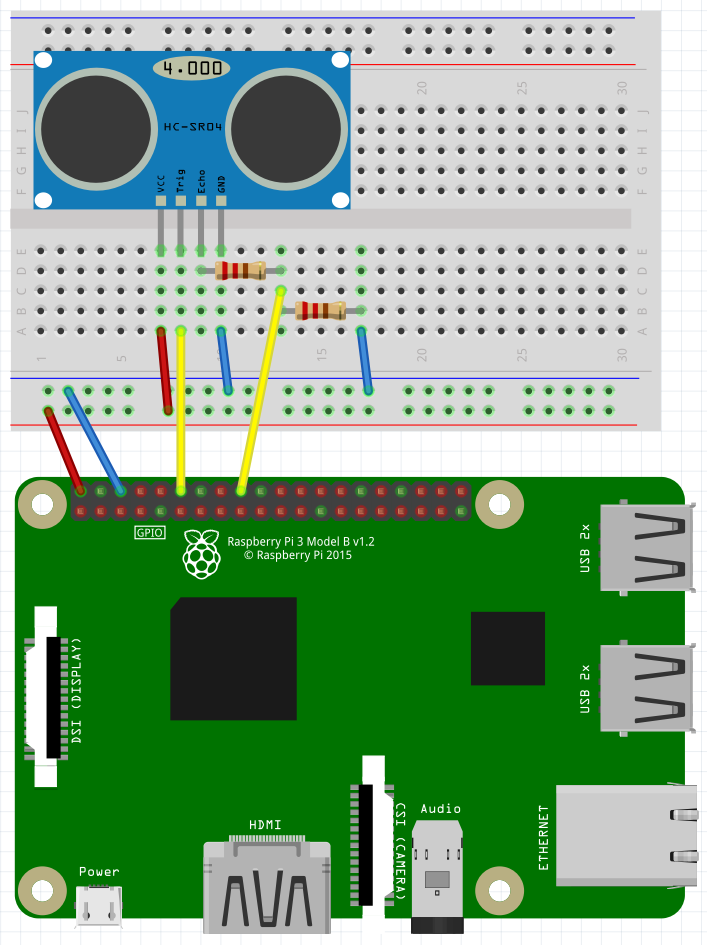 4.000
HC-SR04
VCC
Trig
Echo
GND
20
25
30
J
I
H
G
F
J
I
H
G
F
E
D
C
B
A
E
D
C
B
A
1
5
15
20
25
30
GPIO
Raspberry Pi 3 Model B v1.2
© Raspberry Pi 2015
USB 2x
USB 2x
DSI (DISPLAY)
CSI (CAMERA)
Audio
HDMI
ETHERNET
Power